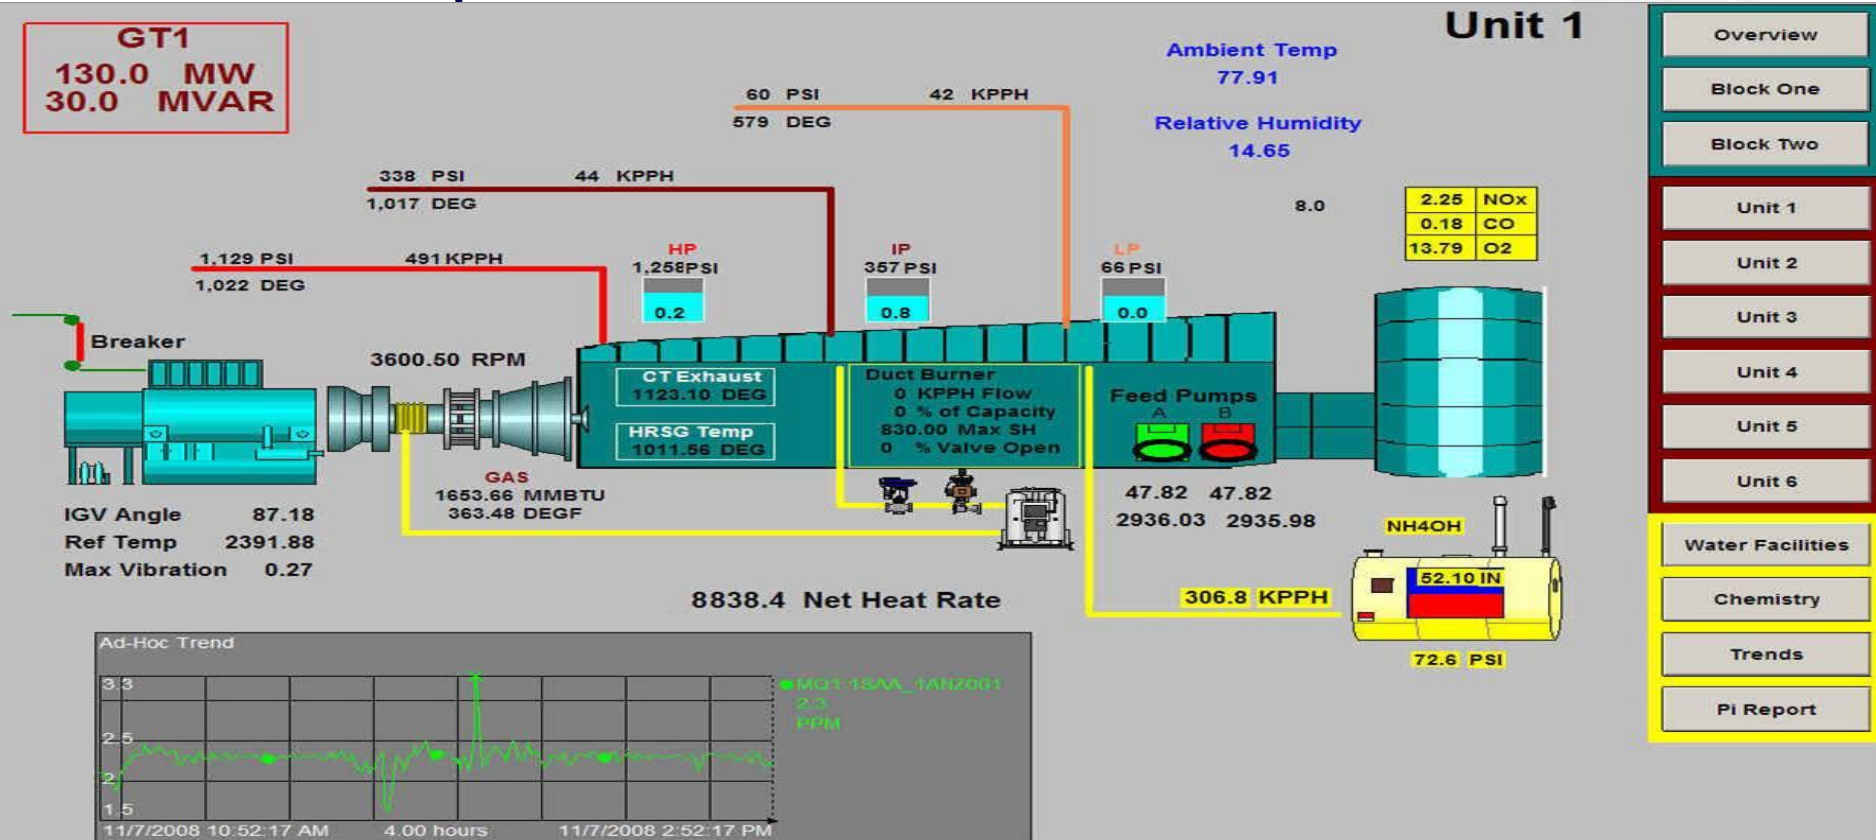 Unit 1
GT1
130.0 MW
30.0 MVAR
Ambient Temp
77.91
Relative Humidity
14.65
60 PSI 42 KPPH
579 DEG
338 PSI 44 KPPH
1,017 DEG
1,129 PSI 491 KPPH
1,022 DEG
8.0
2.25 NOx
0.18 CO
13.79 O2
HP
1,258 PSI
0.2
IP
357 PSI
0.8
LP
66 PSI
0.0
Breaker
3600.50 RPM
CT Exhaust
1123.10 DEG
HRSG Temp
1011.56 DEG
Duct Burner
0 KPPH Flow
0 % of Capacity
830.00 Max SH
0 % Valve Open
Feed Pumps
A B
47.82 47.82
2936.03 2935.98
GAS
1653.66 MMBTU
363.48 DEGF
IGV Angle 87.18
Ref Temp 2391.88
Max Vibration 0.27
NH4OH
52.10 IN
306.8 KPPH
72.6 PSI
8838.4 Net Heat Rate
Ad-Hoc Trend
3.3
2.5
2
1.5
11/7/2008 10:52:17 AM 4.00 hours 11/7/2008 2:52:17 PM
2.3
PPM
Overview
Block One
Block Two
Unit 1
Unit 2
Unit 3
Unit 4
Unit 5
Unit 6
Water Facilities
Chemistry
Trends
Pi Report